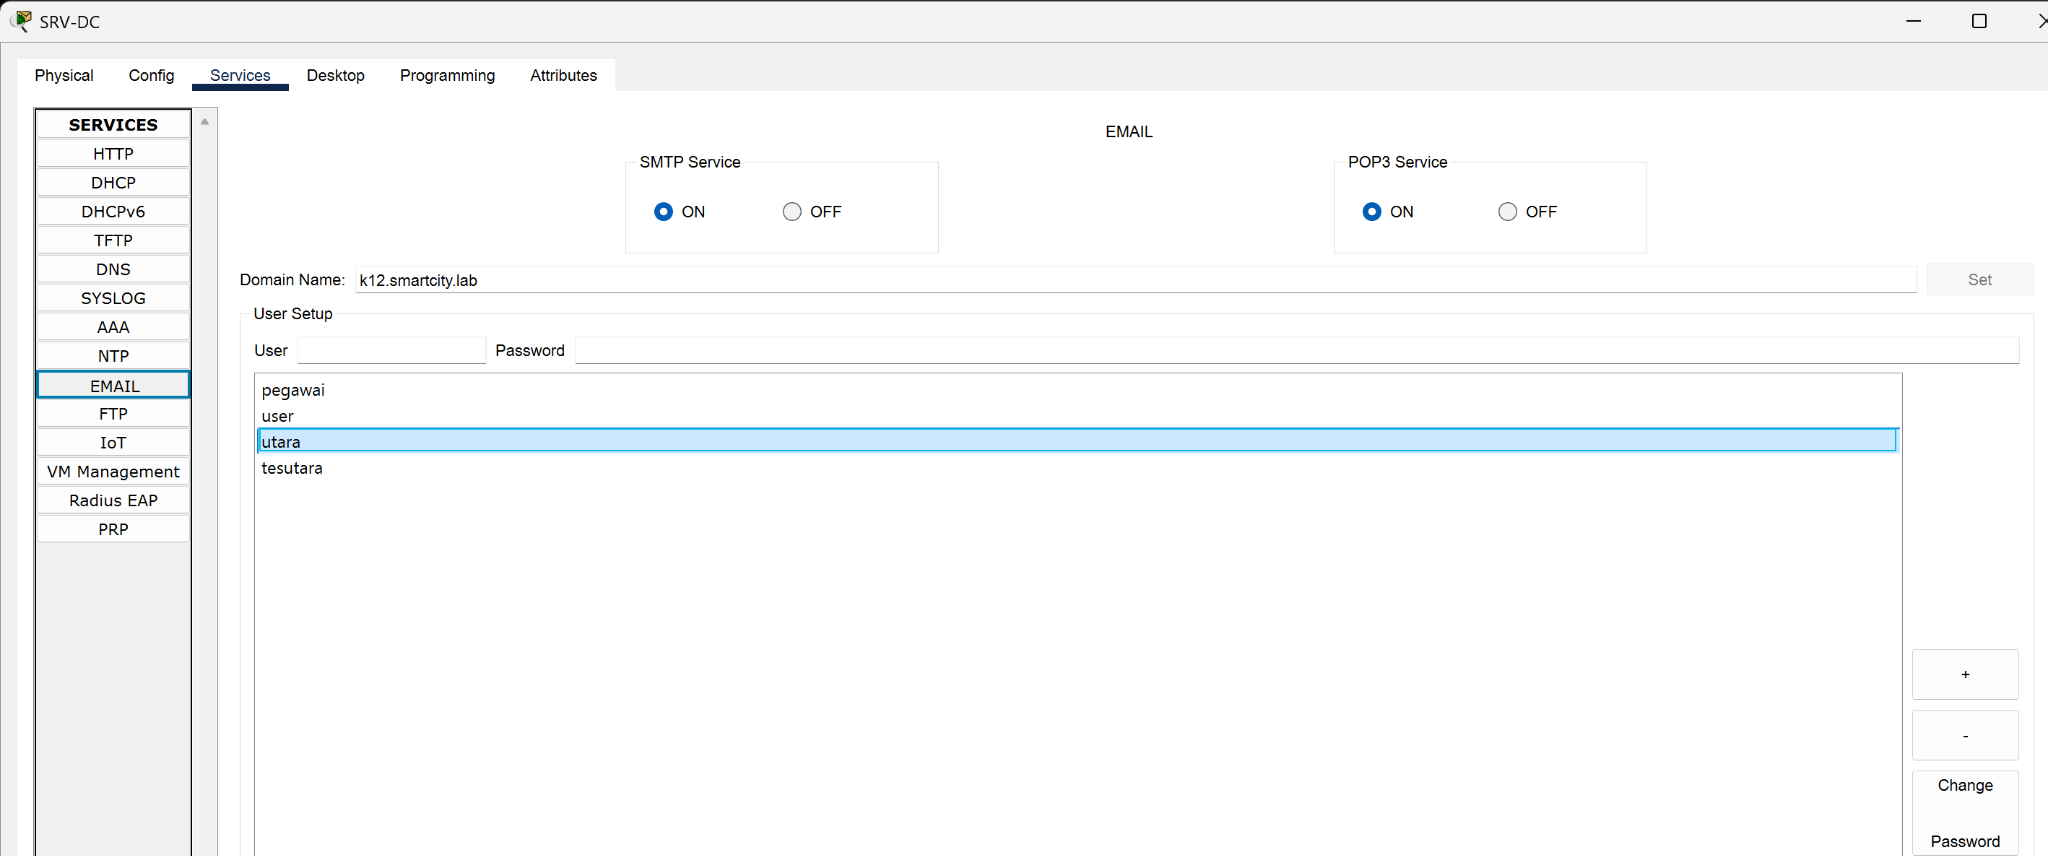 SRV-DC
Physical Config Services Desktop Programming Attributes
SERVICES
HTTP
DHCP
DHCPv6
TFTP
DNS
SYSLOG
AAA
NTP
EMAIL
FTP
IoT
VM Management
Radius EAP
PRP
EMAIL
SMTP Service
ON OFF
POP3 Service
ON OFF
Domain Name: k12.smartcity.lab Set
User Setup
User Password
pegawai
user
utara
tesutara
+
-
Change
Password